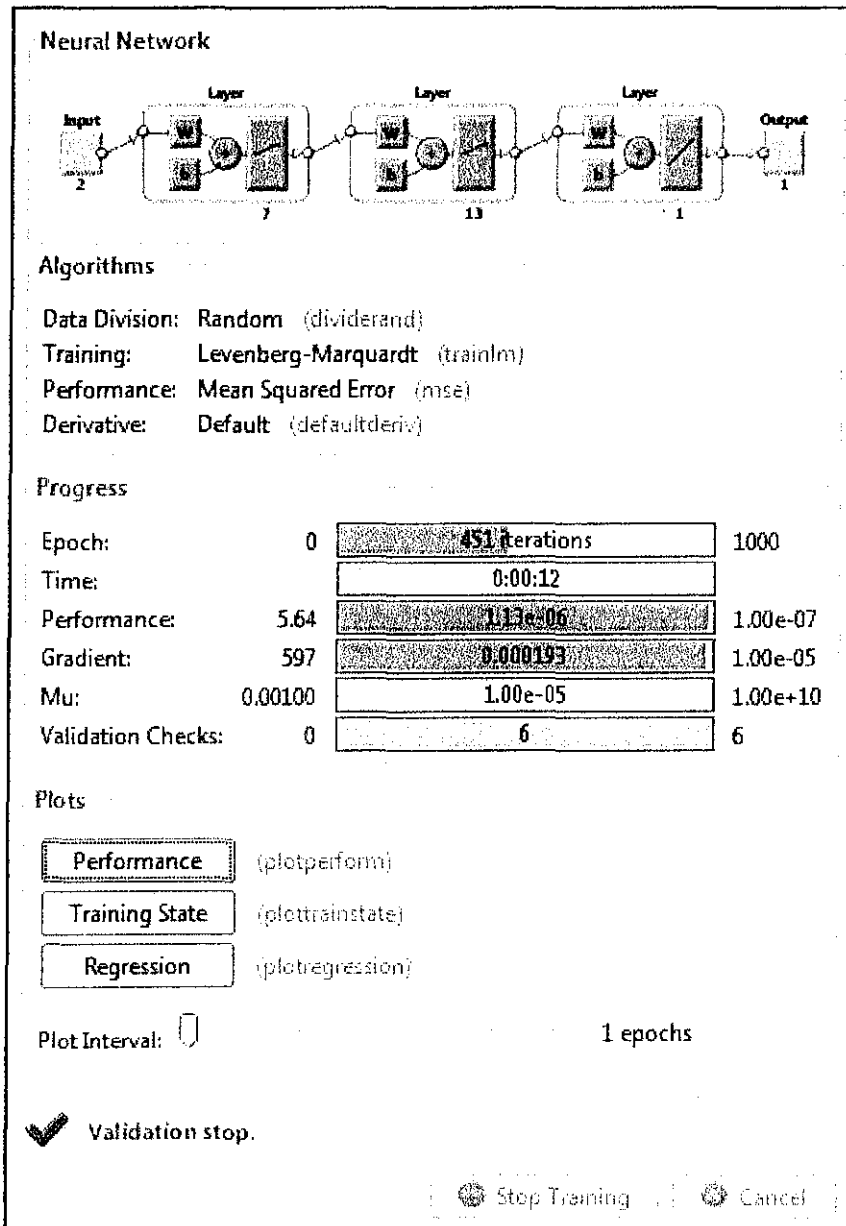 Neural Network
Layer Layer Layer
Input Output
W W W
b b b
2 7 13 1 1
Algorithms
Data Division: Random (dividerand)
Training: Levenberg-Marquardt (trainlm)
Performance: Mean Squared Error (mse)
Derivative: Default (defaultderiv)
Progress
Epoch: 0 451 iterations 1000
Time: 0:00:12
Performance: 5.64 1.13e-06 1.00e-07
Gradient: 597 0.000193 1.00e-05
Mu: 0.00100 1.00e-05 1.00e+10
Validation Checks: 0 6 6
Plots
Performance (plotperform)
Training State (plottrainstate)
Regression (plotregression)
Plot Interval: 1 epochs
Validation stop.
Stop Training Cancel